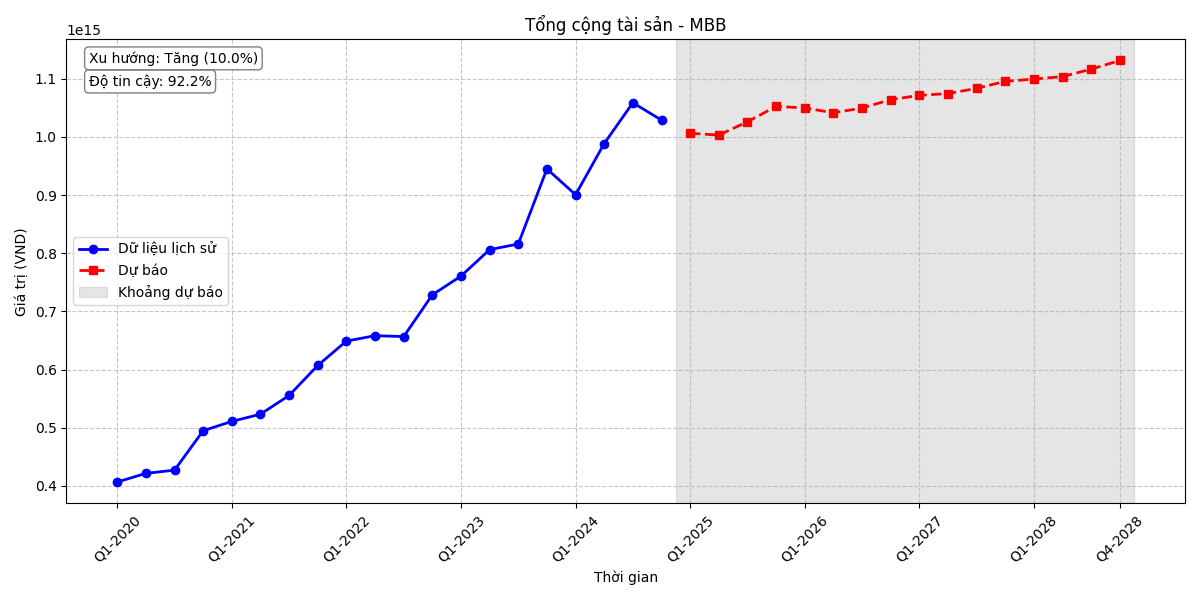 Tổng cộng tài sản - MBB
1e15
Xu hướng: Tăng (10.0%)
Độ tin cậy: 92.2%
1.1
1.0
0.9
0.8
0.7
0.6
0.5
0.4
Giá trị (VND)
Dữ liệu lịch sử
Dự báo
Khoảng dự báo
Q1-2020
Q1-2021
Q1-2022
Q1-2023
Q1-2024
Q1-2025
Q1-2026
Q1-2027
Q1-2028
Q4-2028
Thời gian